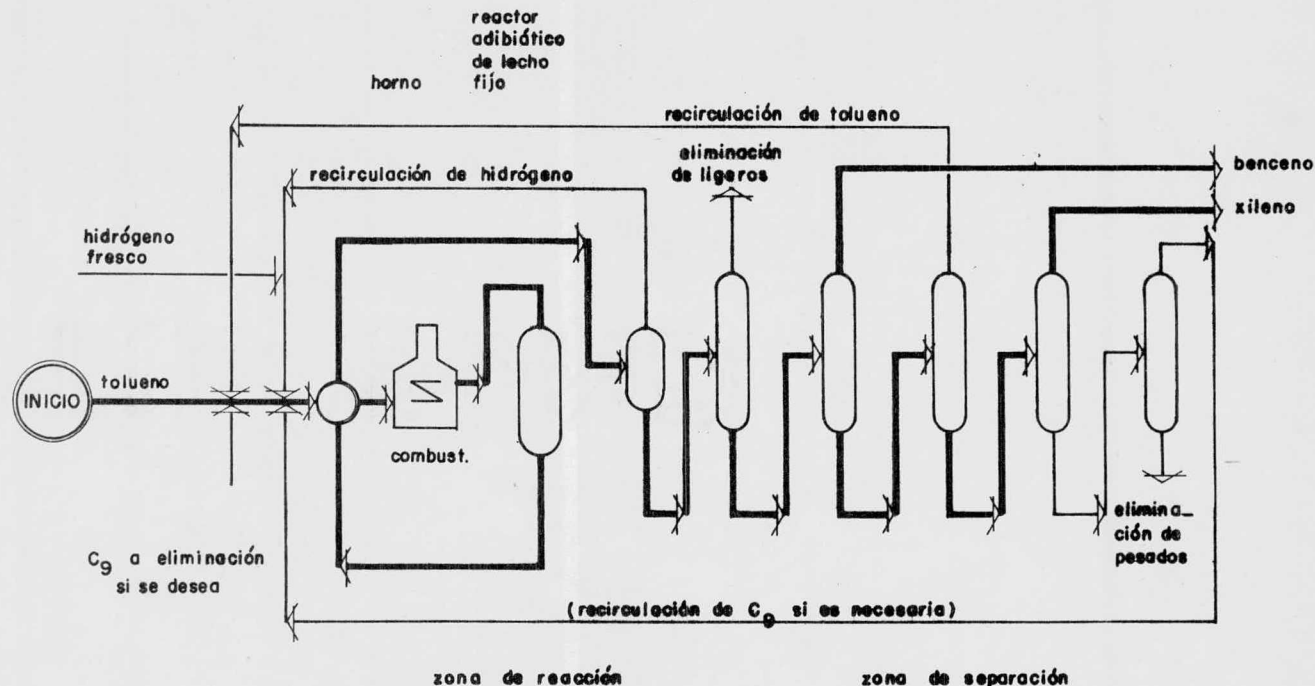 reactor
adibiático
de lecho
horno fijo
recirculación de tolueno
eliminación
de ligeros
benceno
recirculación de hidrógeno
xileno
hidrógeno
fresco
tolueno
INICIO
combust.
elimina_
ción de
pesados
C9 a eliminación
si se desea
(recirculación de C9 si es necesaria)
zona de reacción zona de separación